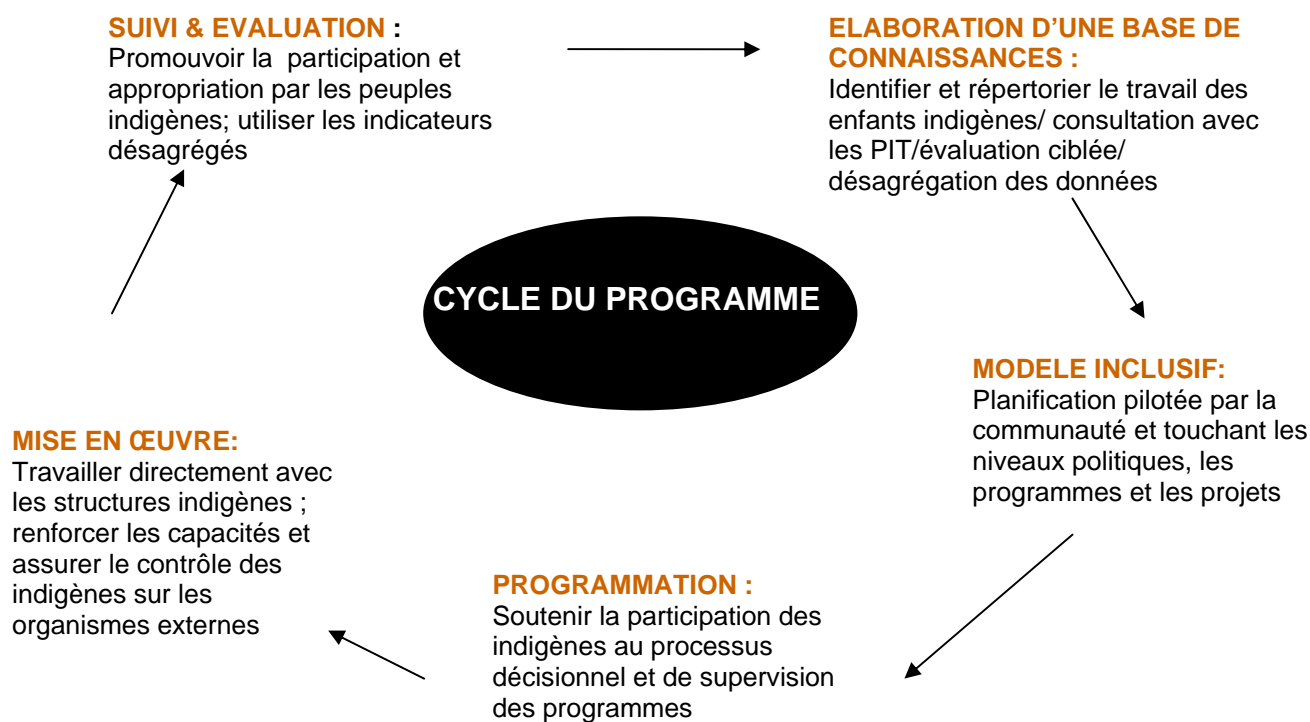 SUIVI & EVALUATION :
Promouvoir la participation et
appropriation par les peuples
indigènes; utiliser les indicateurs
désagrégés
ELABORATION D'UNE BASE DE
CONNAISSANCES :
Identifier et répertorier le travail des
enfants indigènes/ consultation avec
les PIT/évaluation ciblée/
désagrégation des données
CYCLE DU PROGRAMME
MODELE INCLUSIF:
Planification pilotée par la
communauté et touchant les
niveaux politiques, les
programmes et les projets
MISE EN ŒUVRE:
Travailler directement avec
les structures indigènes ;
renforcer les capacités et
assurer le contrôle des
indigènes sur les
organismes externes
PROGRAMMATION :
Soutenir la participation des
indigènes au processus
décisionnel et de supervision
des programmes